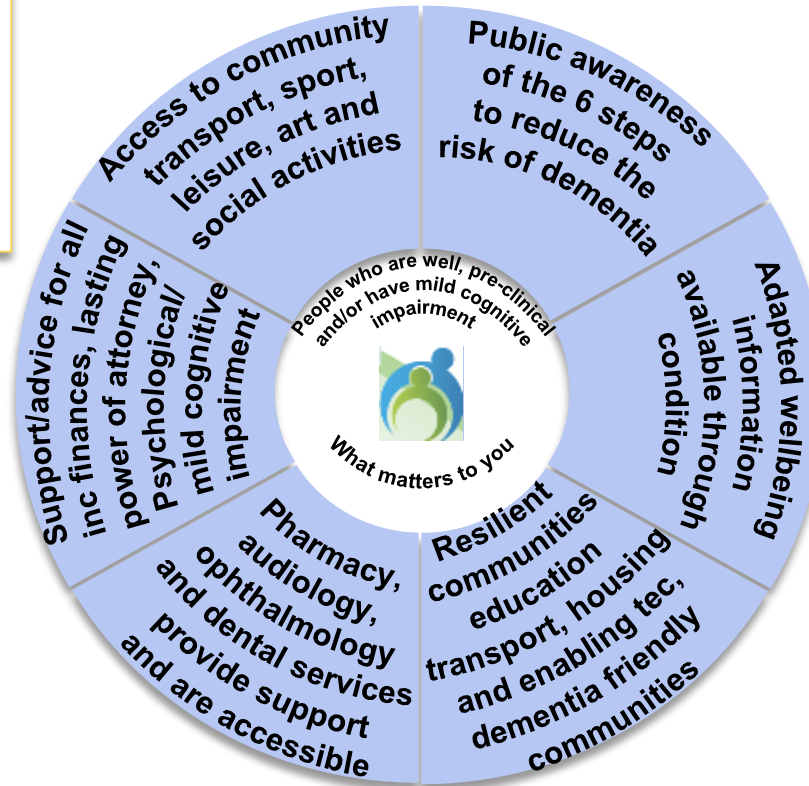 Access to community
transport, sport,
leisure, art and
social activities
Public awareness
of the 6 steps
to reduce the
risk of dementia
Adapted wellbeing
information
available through
condition
Resilient
communities
education
transport, housing
and enabling tec,
dementia friendly
communities
Pharmacy,
audiology,
ophthalmology
and dental services
provide support
and are accessible
Support/advice for all
inc finances, lasting
power of attorney,
Psychological/
mild cognitive
impairment
People who are well, pre-clinical
and/or have mild cognitive
impairment
What matters to you